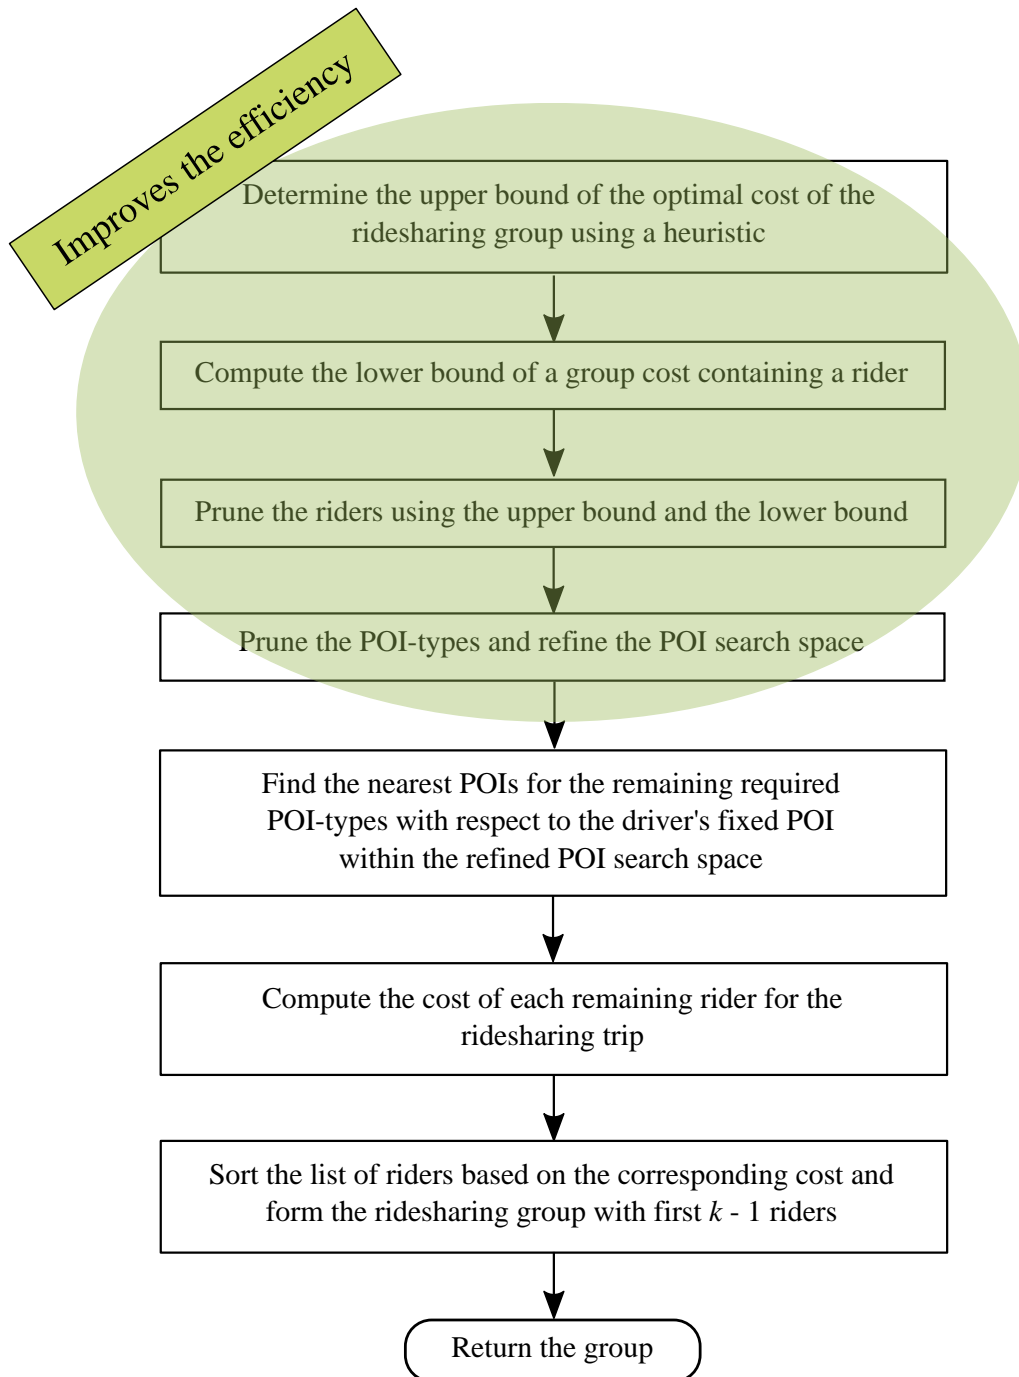 Improves the efficiency
Determine the upper bound of the optimal cost of the
ridesharing group using a heuristic
Compute the lower bound of a group cost containing a rider
Prune the riders using the upper bound and the lower bound
Prune the POI-types and refine the POI search space
Find the nearest POIs for the remaining required
POI-types with respect to the driver's fixed POI
within the refined POI search space
Compute the cost of each remaining rider for the
ridesharing trip
Sort the list of riders based on the corresponding cost and
form the ridesharing group with first k - 1 riders
Return the group